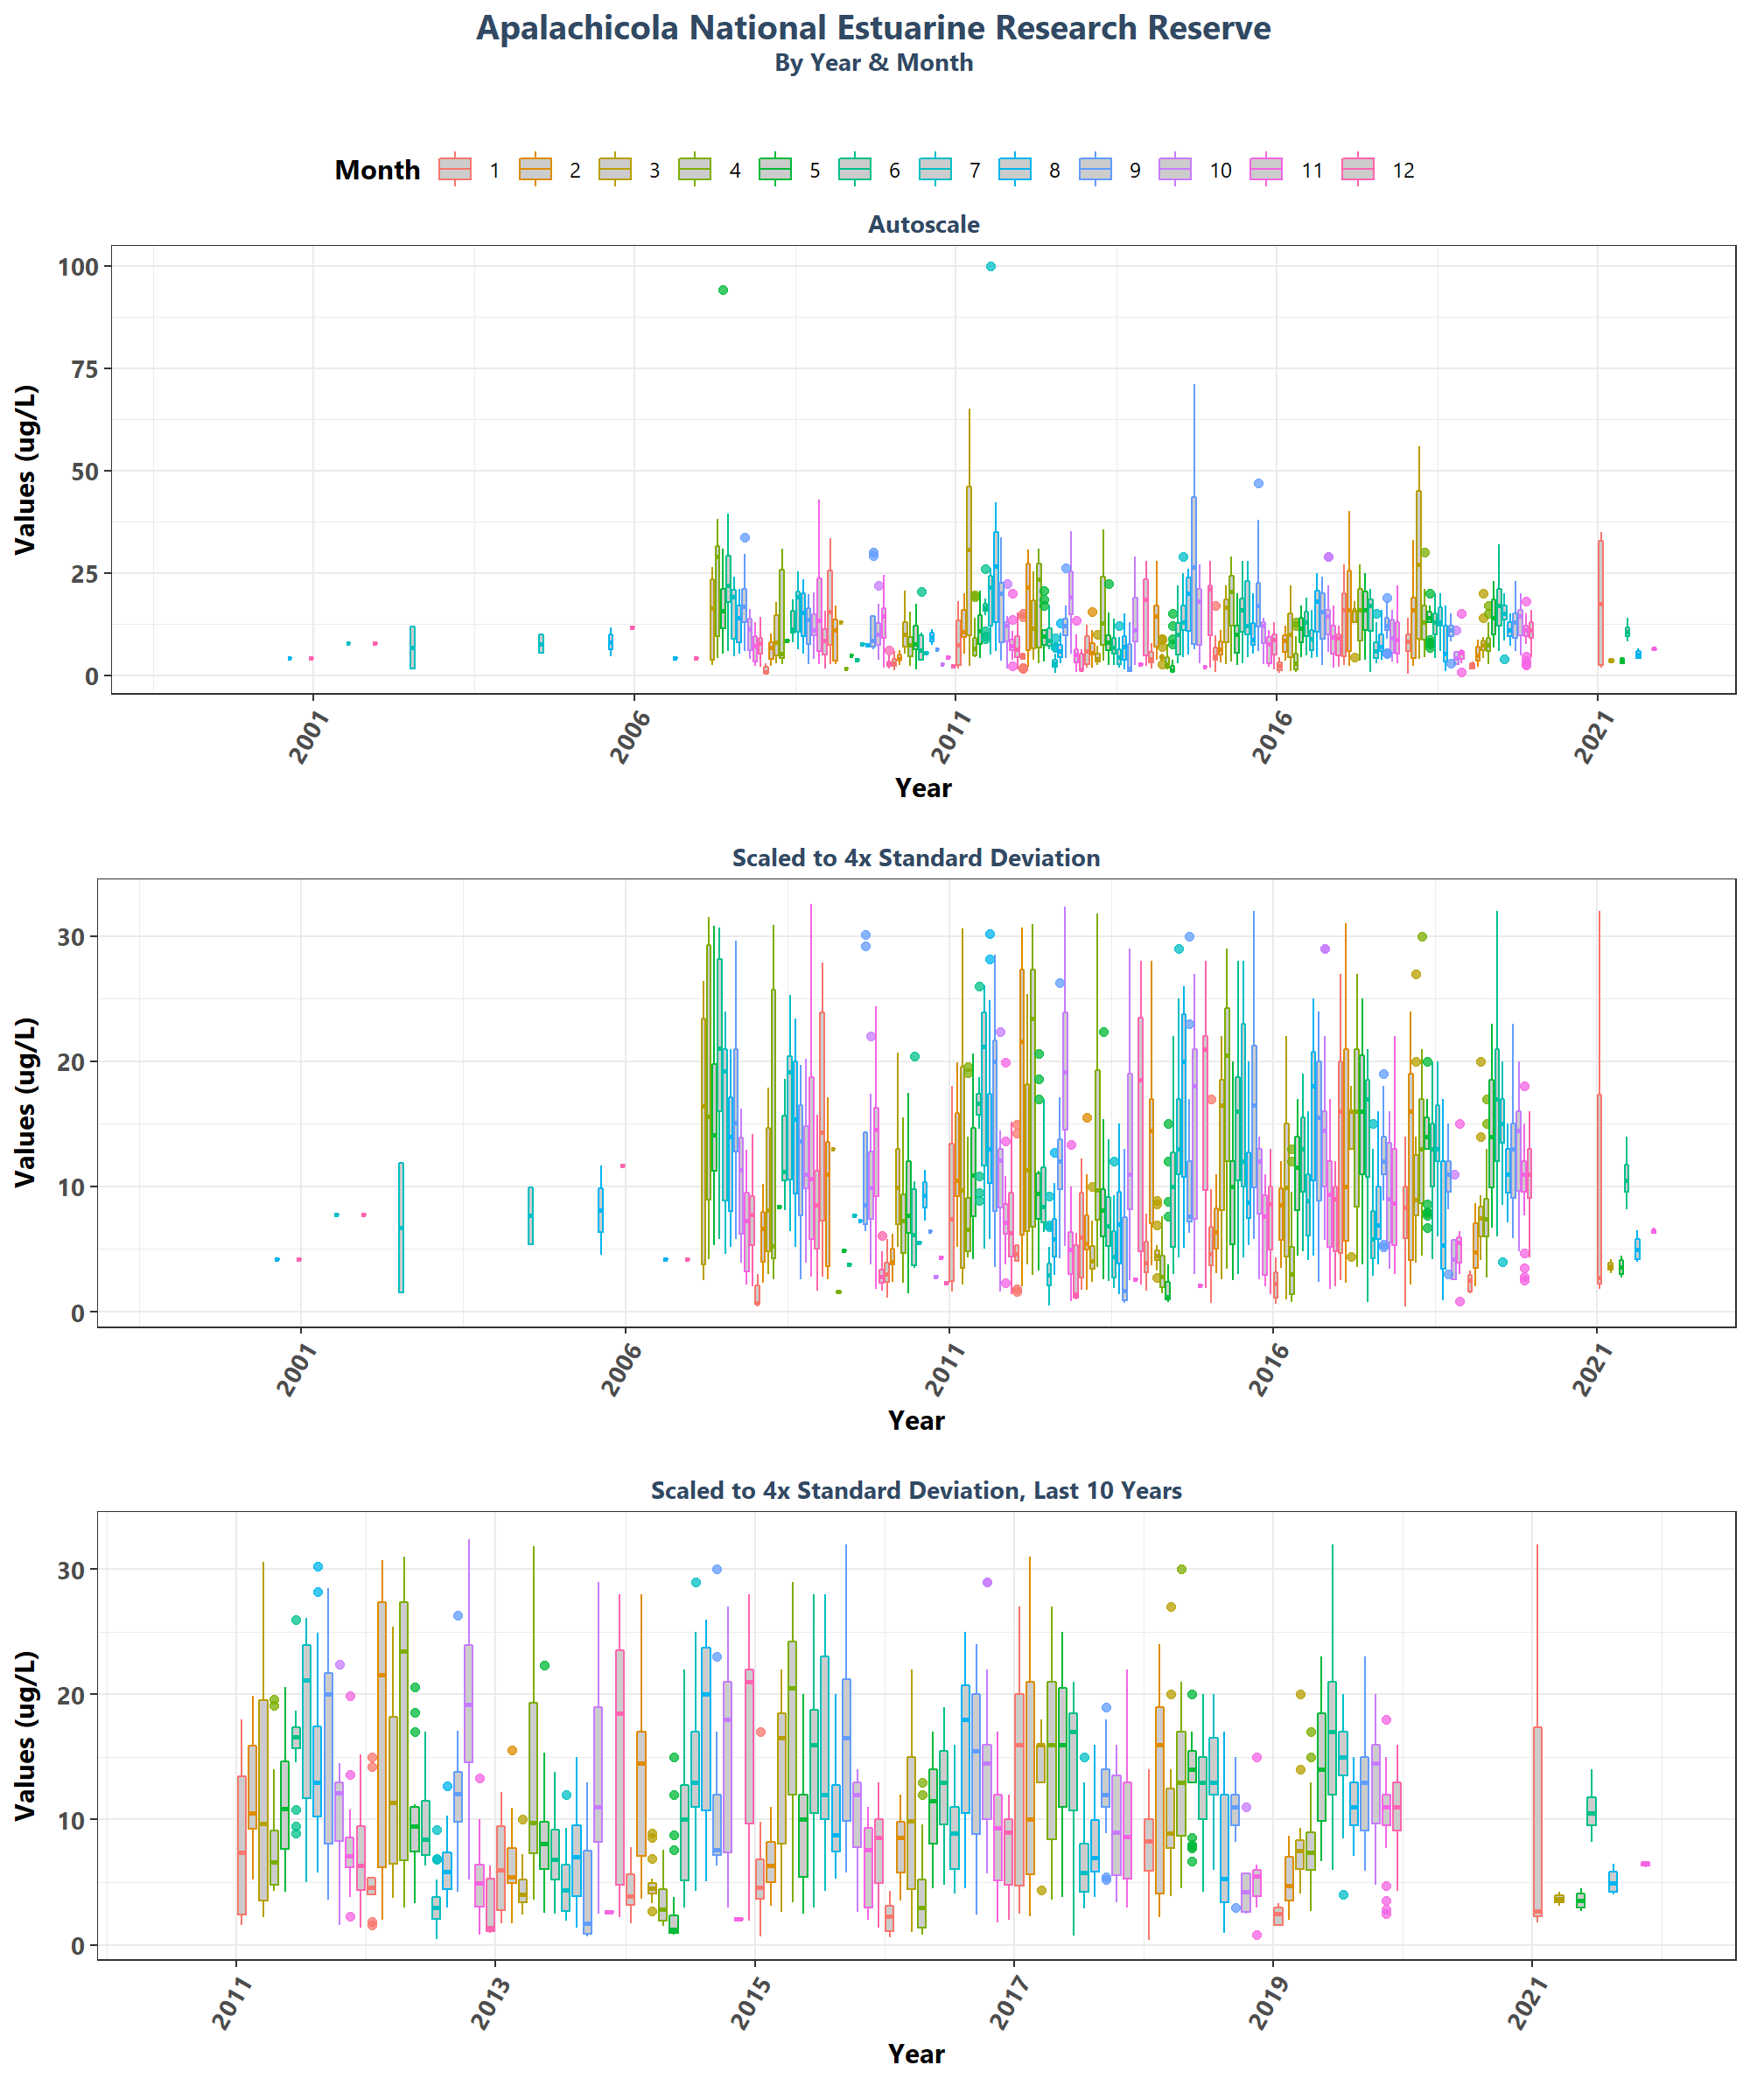 Apalachicola National Estuarine Research Reserve
By Year & Month
Month 1 2 3 4 5 6 7 8 9 10 11 12
Autoscale
Values (ug/L)
100
75
50
25
0
2001 2006 2011 2016 2021
Year
Scaled to 4x Standard Deviation
Values (ug/L)
30
20
10
0
2001 2006 2011 2016 2021
Year
Scaled to 4x Standard Deviation, Last 10 Years
Values (ug/L)
30
20
10
0
2011 2013 2015 2017 2019 2021
Year